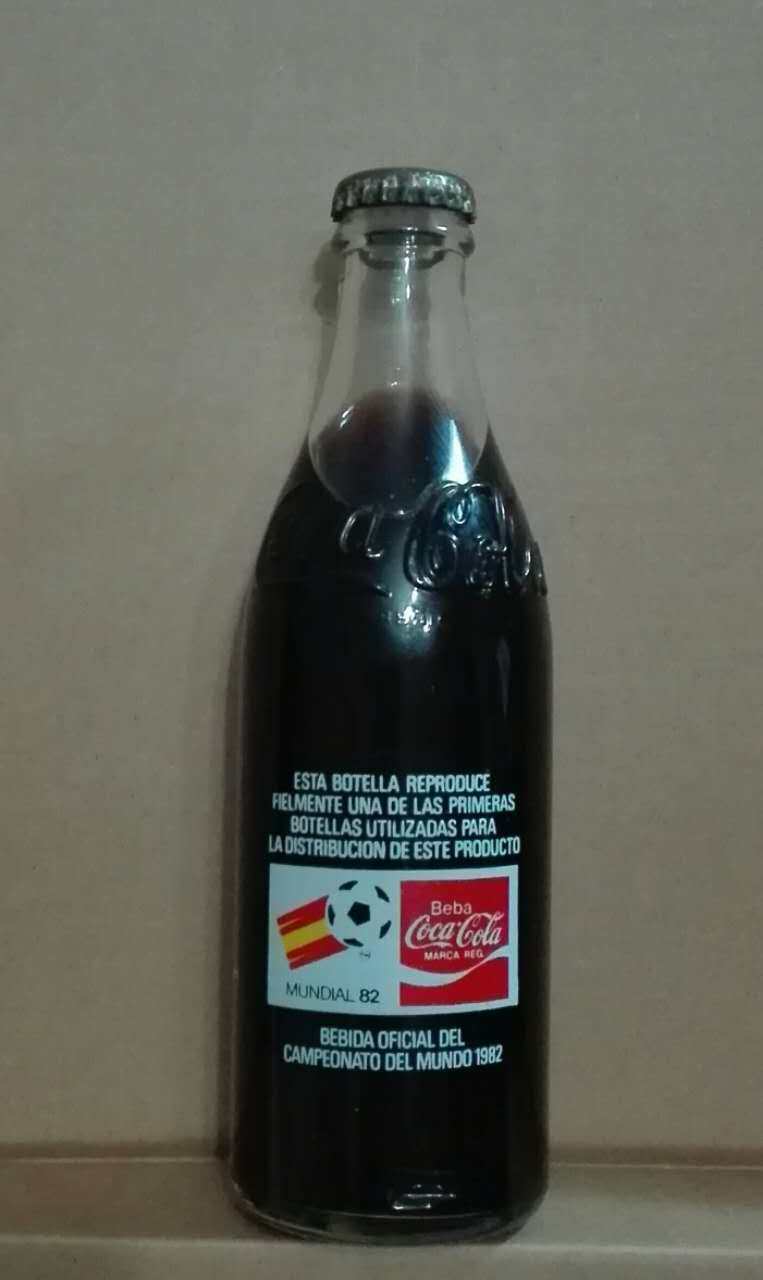 a Cola
ESTA BOTELLA REPRODUCE
FIELMENTE UNA DE LAS PRIMERAS
BOTELLAS UTILIZADAS PARA
LA DISTRIBUCION DE ESTE PRODUCTO
Beba
Coca-Cola
MARCA REG.
MUNDIAL 82
BEBIDA OFICIAL DEL
CAMPEONATO DEL MUNDO 1982